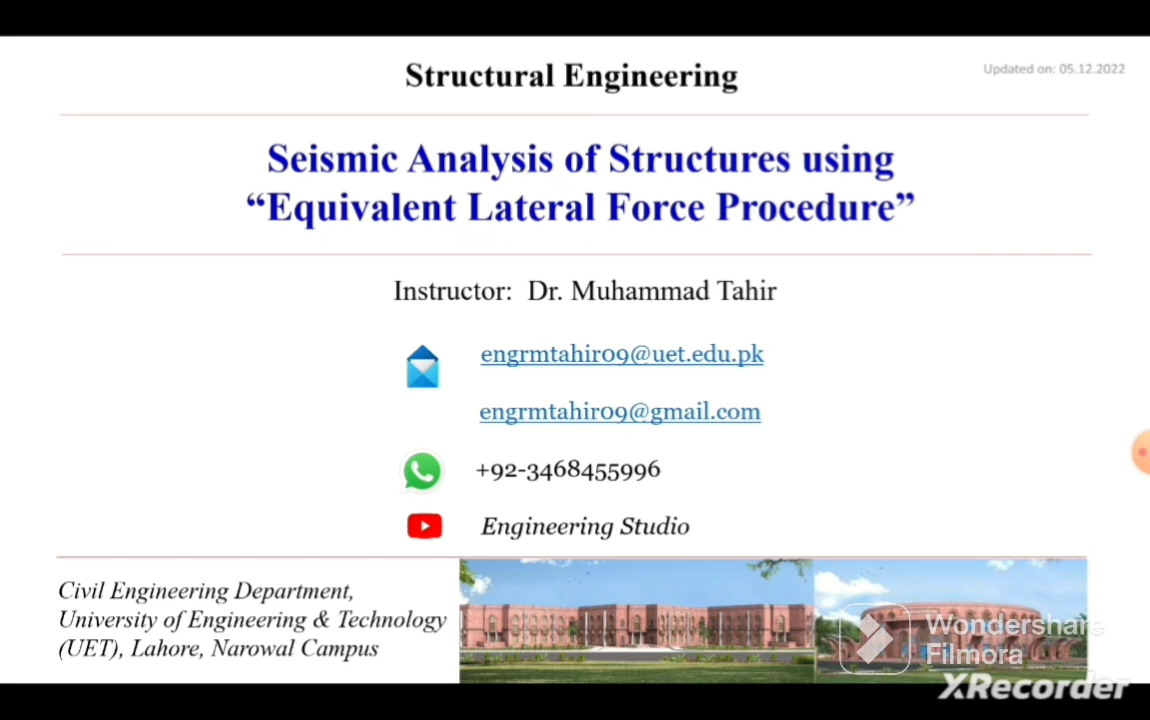 Structural Engineering
Updated on: 05.12.2022
Seismic Analysis of Structures using
“Equivalent Lateral Force Procedure”
Instructor: Dr. Muhammad Tahir
engrmtahir09@uet.edu.pk
engrmtahir09@gmail.com
+92-3468455996
Engineering Studio
Civil Engineering Department,
University of Engineering & Technology
(UET), Lahore, Narowal Campus
Wondershare
Filmora
XRecorder